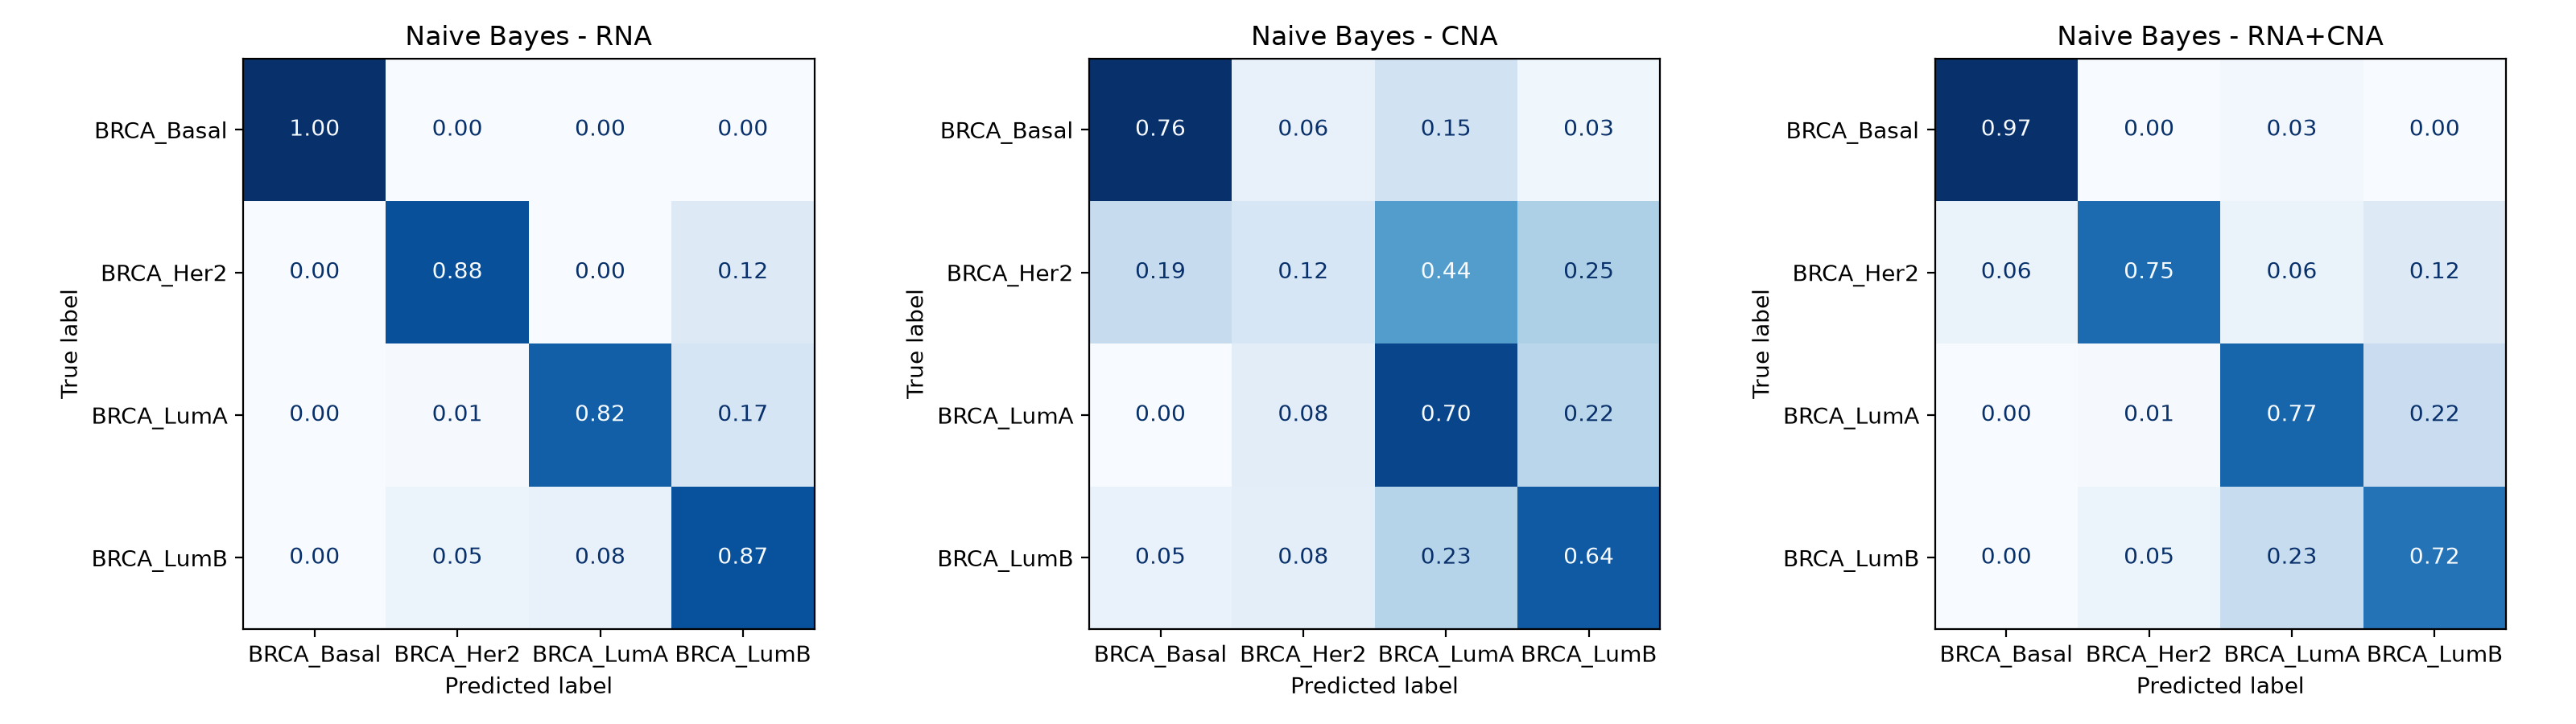 Naive Bayes - RNA
True label
BRCA_Basal 1.00 0.00 0.00 0.00
BRCA_Her2 0.00 0.88 0.00 0.12
BRCA_LumA 0.00 0.01 0.82 0.17
BRCA_LumB 0.00 0.05 0.08 0.87
BRCA_Basal BRCA_Her2 BRCA_LumA BRCA_LumB
Predicted label
Naive Bayes - CNA
True label
BRCA_Basal 0.76 0.06 0.15 0.03
BRCA_Her2 0.19 0.12 0.44 0.25
BRCA_LumA 0.00 0.08 0.70 0.22
BRCA_LumB 0.05 0.08 0.23 0.64
BRCA_Basal BRCA_Her2 BRCA_LumA BRCA_LumB
Predicted label
Naive Bayes - RNA+CNA
True label
BRCA_Basal 0.97 0.00 0.03 0.00
BRCA_Her2 0.06 0.75 0.06 0.12
BRCA_LumA 0.00 0.01 0.77 0.22
BRCA_LumB 0.00 0.05 0.23 0.72
BRCA_Basal BRCA_Her2 BRCA_LumA BRCA_LumB
Predicted label